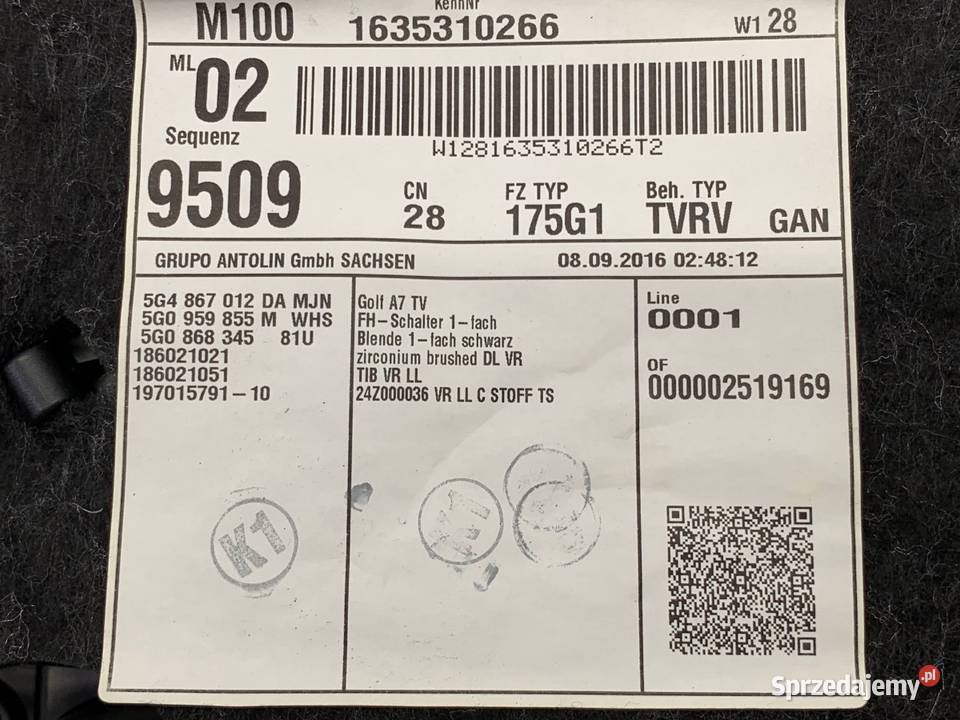 KennNr
M100 1635310266 W1 28
ML 02
W1281635310266T2
Sequenz
9509
CN 28
FZ TYP 175G1
Beh. TYP TVRV GAN
GRUPO ANTOLIN Gmbh SACHSEN 08.09.2016 02:48:12
5G4 867 012 DA MJN
5G0 959 855 M WHS
5G0 868 345 81U
186021021
186021051
197015791-10
Golf A7 TV
FH-Schalter 1-fach
Blende 1-fach schwarz
zirconium brushed DL VR
TIB VR LL
24Z000036 VR LL C STOFF TS
Line
0001
OF
000002519169
K1
K1
Sprzedajemy.pl